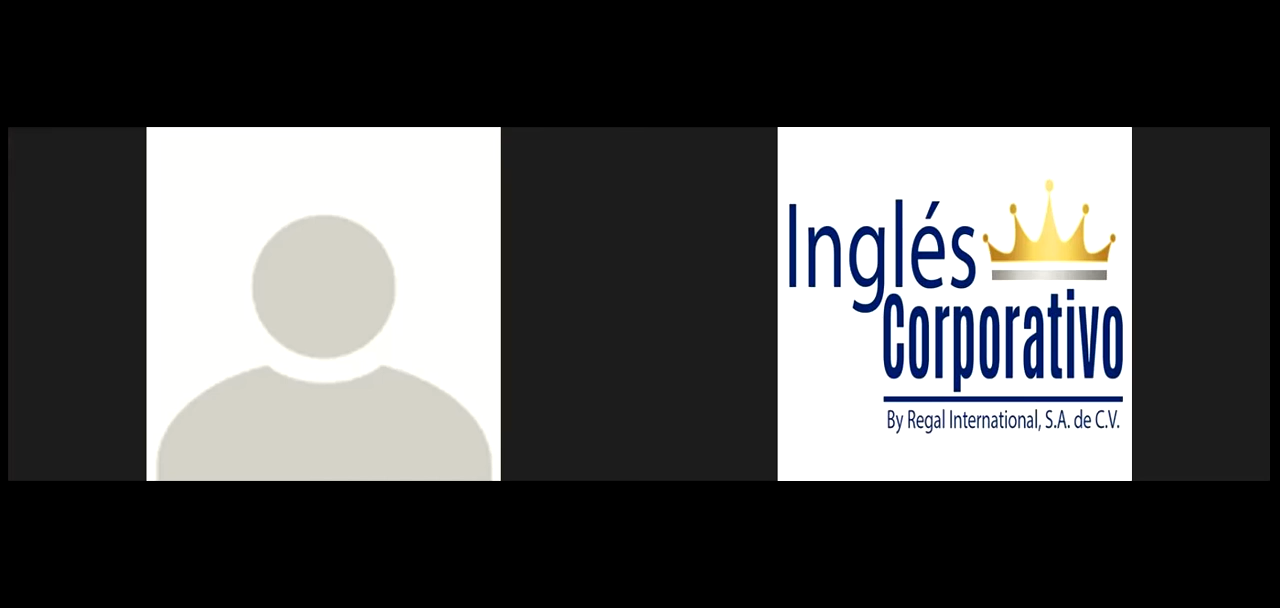 Inglés
Corporativo
By Regal International, S.A. de C.V.